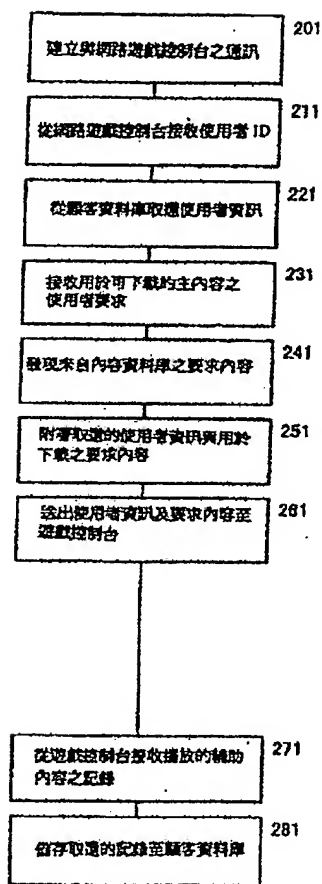 建立與網路遊戲控制台之通訊
201
從網路遊戲控制台接收使用者 ID
211
從顧客資料庫取還使用者資訊
221
接收用於可下載的主內容之
使用者要求
231
發現來自內容資料庫之要求內容
241
附著取還的使用者資訊與用於
下載之要求內容
251
送出使用者資訊及要求內容至
遊戲控制台
261
從遊戲控制台接收播放的輔助
內容之記錄
271
儲存取還的記錄至顧客資料庫
281